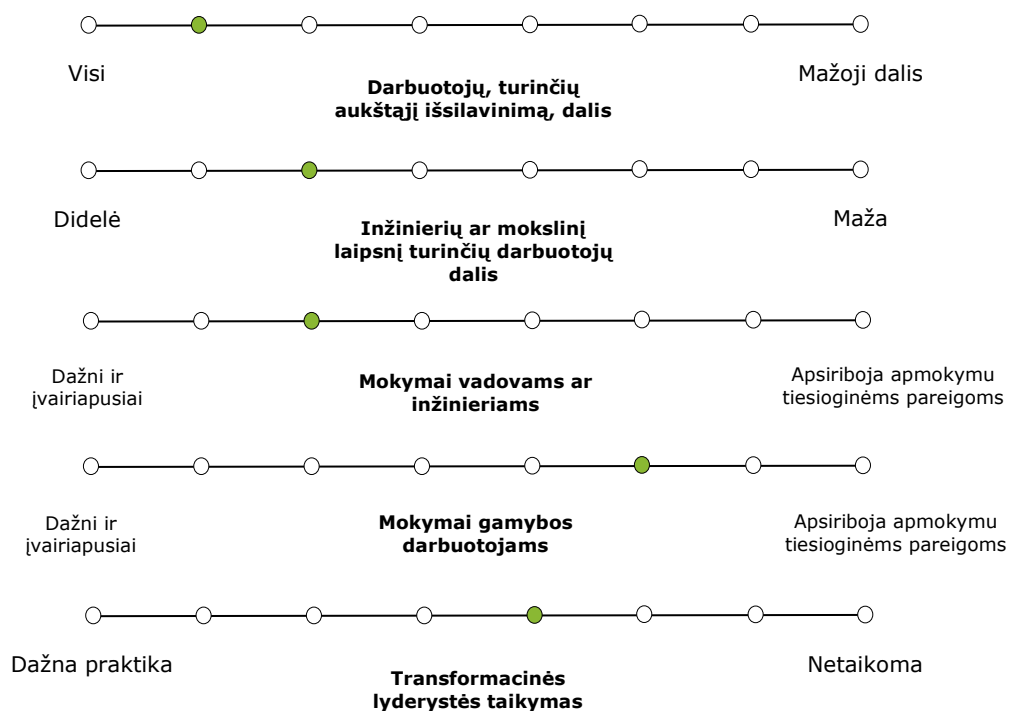 Visi
Mažoji dalis
Darbuotojų, turinčių
aukštąjį išsilavinimą, dalis
Didelė
Maža
Inžinierių ar mokslinį
laipsnį turinčių darbuotojų
dalis
Dažni ir
įvairiapusiai
Mokymai vadovams ar
inžinieriams
Apsiriboja apmokymu
tiesioginėms pareigoms
Dažni ir
įvairiapusiai
Mokymai gamybos
darbuotojams
Apsiriboja apmokymu
tiesioginėms pareigoms
Dažna praktika
Netaikoma
Transformacinės
lyderystės taikymas